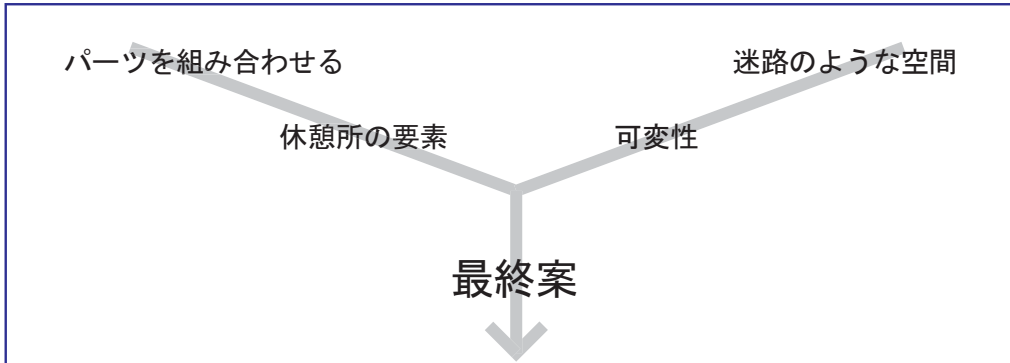 パーツを組み合わせる
迷路のような空間
休憩所の要素
可変性
最終案